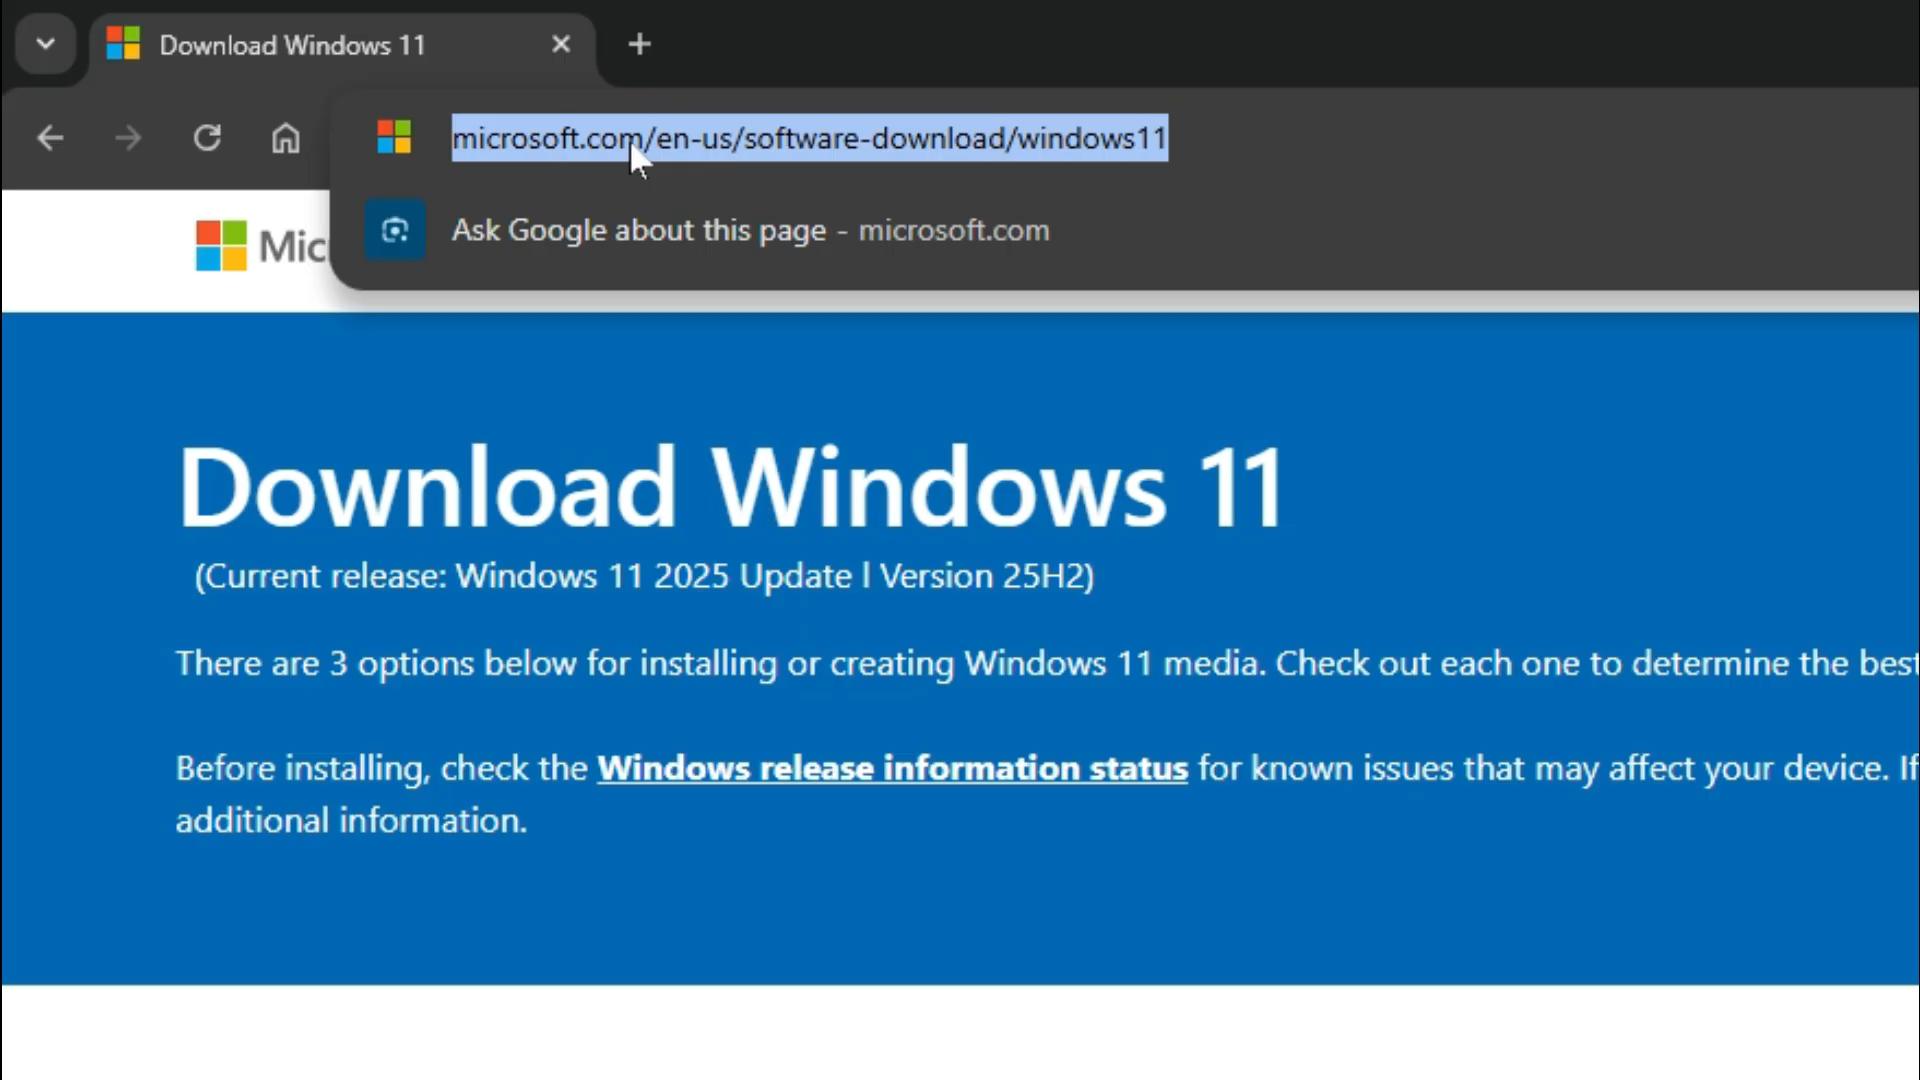 Download Windows 11
microsoft.com/en-us/software-download/windows11
Ask Google about this page - microsoft.com
Mic
Download Windows 11
(Current release: Windows 11 2025 Update l Version 25H2)
There are 3 options below for installing or creating Windows 11 media. Check out each one to determine the best
Before installing, check the Windows release information status for known issues that may affect your device. If
additional information.